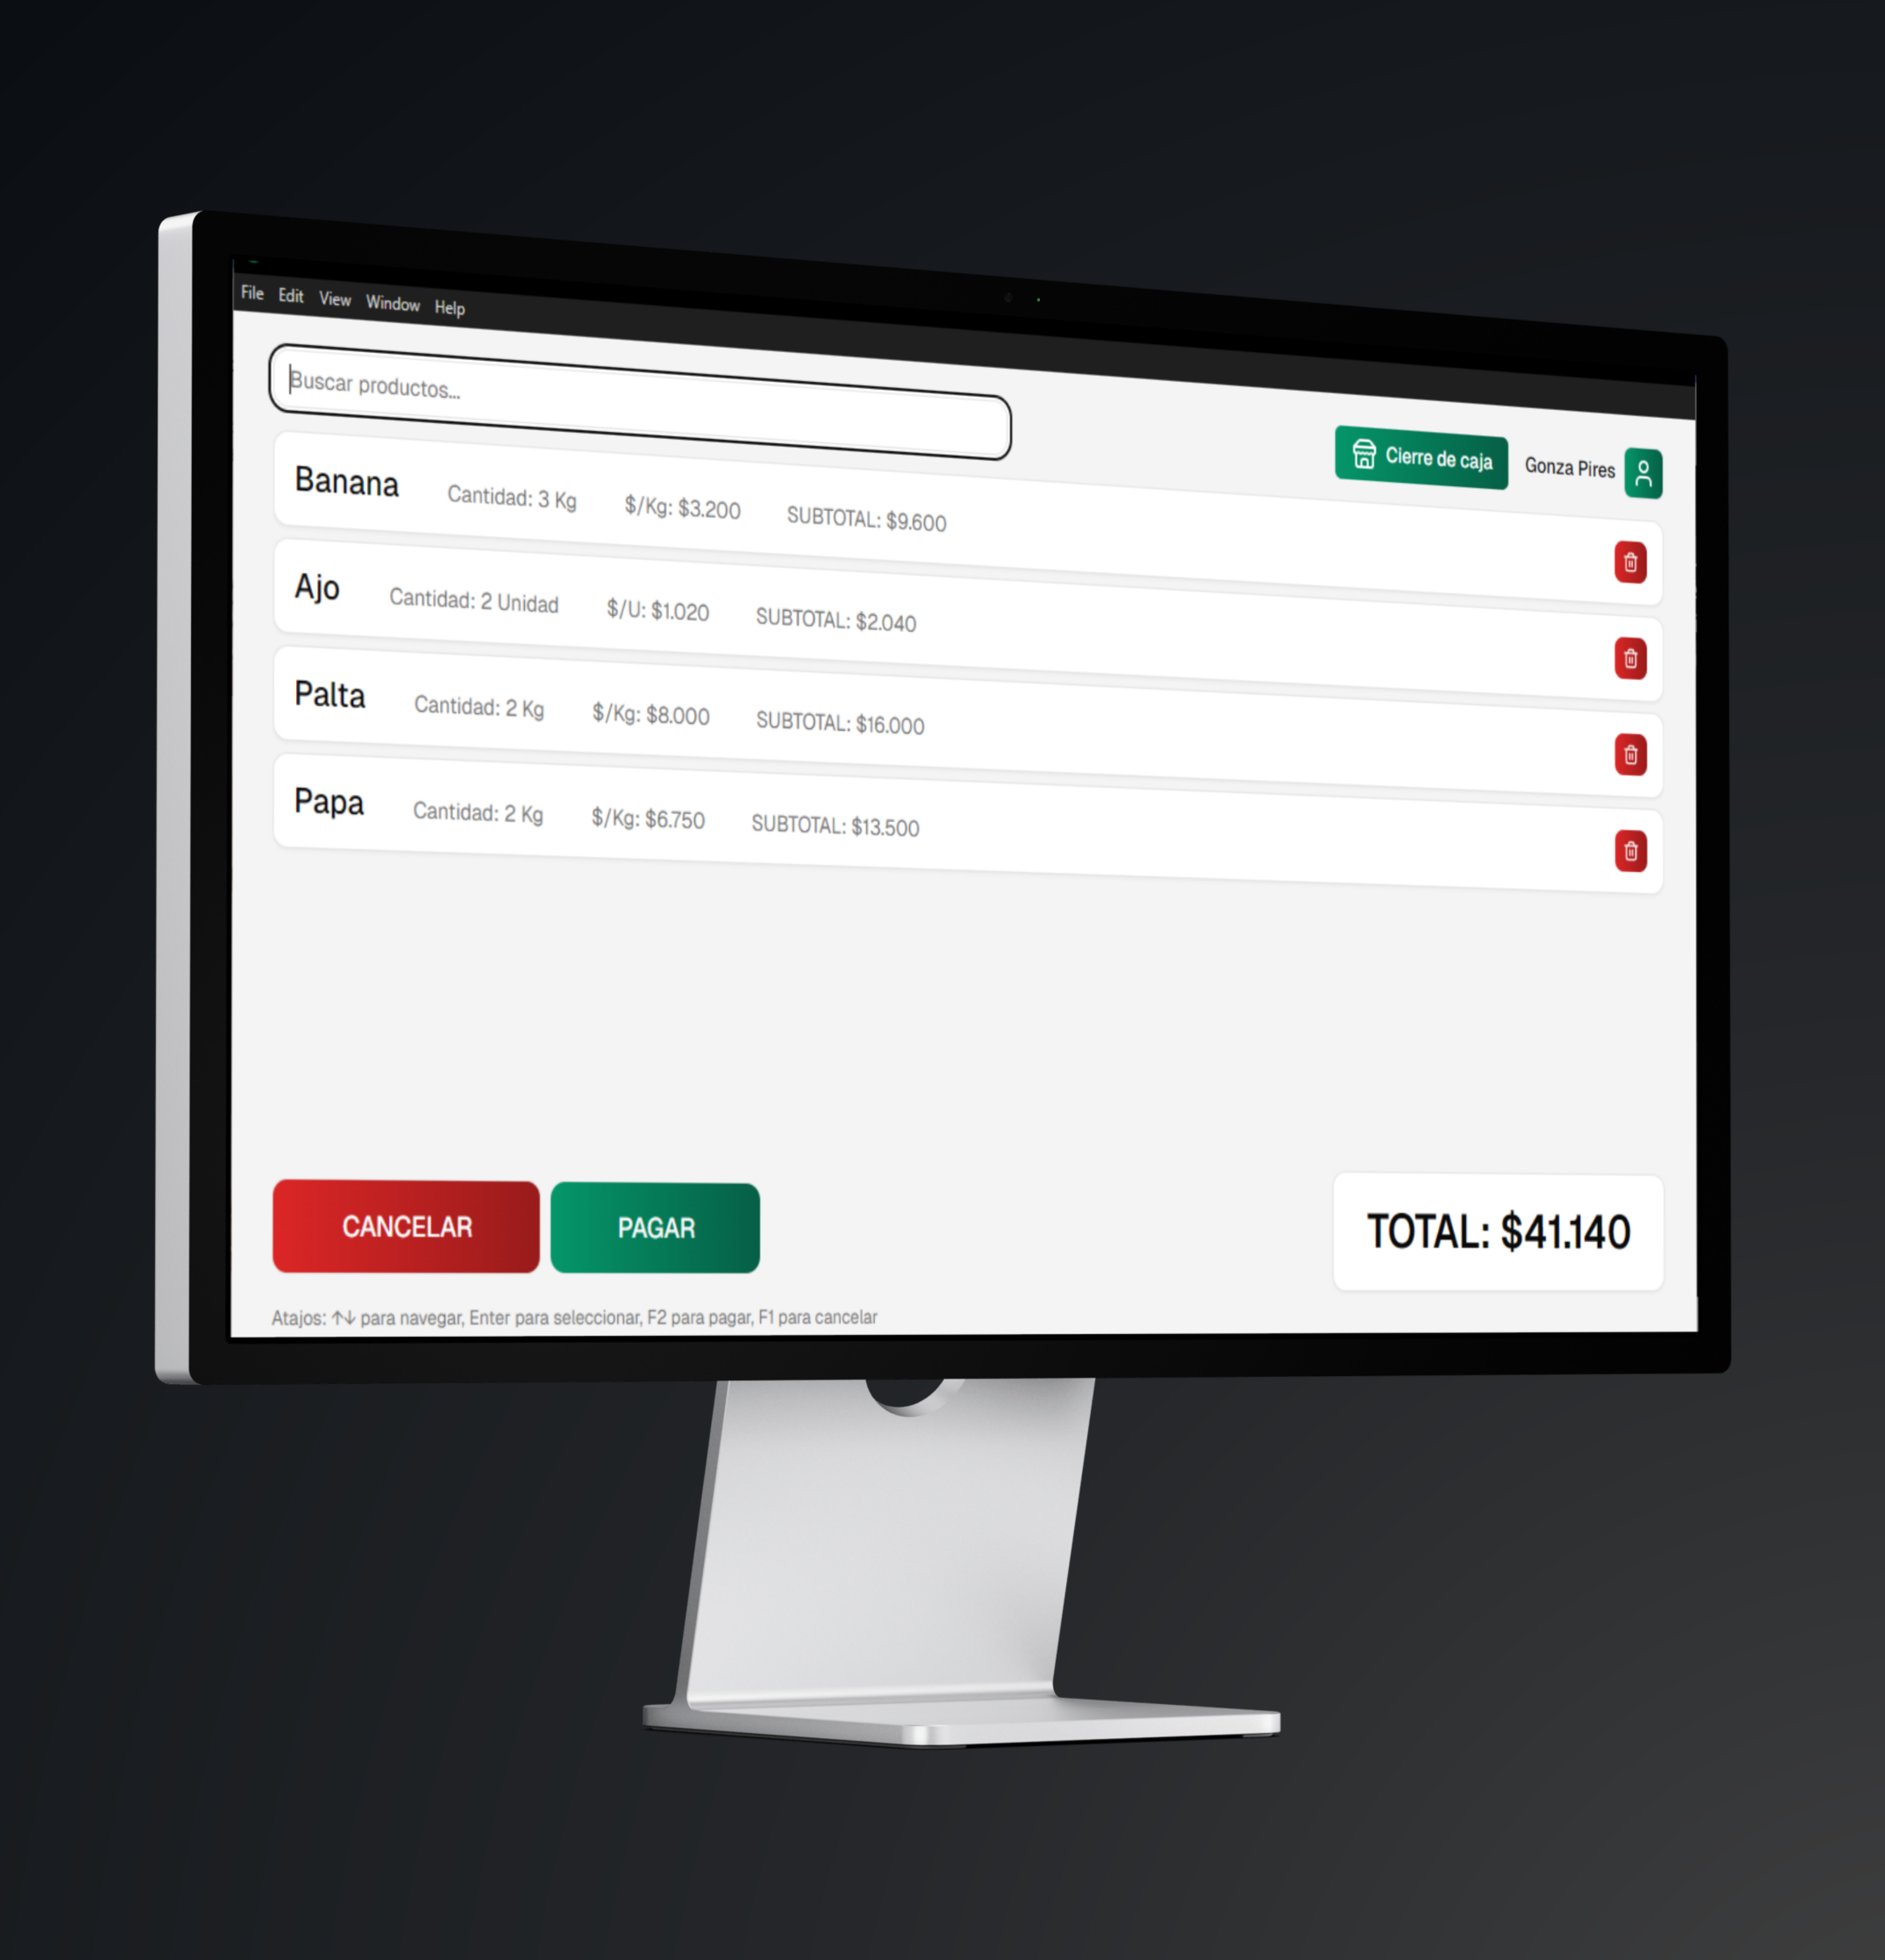 File Edit View Window Help
Buscar productos...
Cierre de caja
Gonza Pires
Banana Cantidad: 3 Kg $/Kg: $3.200 SUBTOTAL: $9.600
Ajo Cantidad: 2 Unidad $/U: $1.020 SUBTOTAL: $2.040
Palta Cantidad: 2 Kg $/Kg: $8.000 SUBTOTAL: $16.000
Papa Cantidad: 2 Kg $/Kg: $6.750 SUBTOTAL: $13.500
CANCELAR PAGAR TOTAL: $41.140
Atajos: ↑↓ para navegar, Enter para seleccionar, F2 para pagar, F1 para cancelar